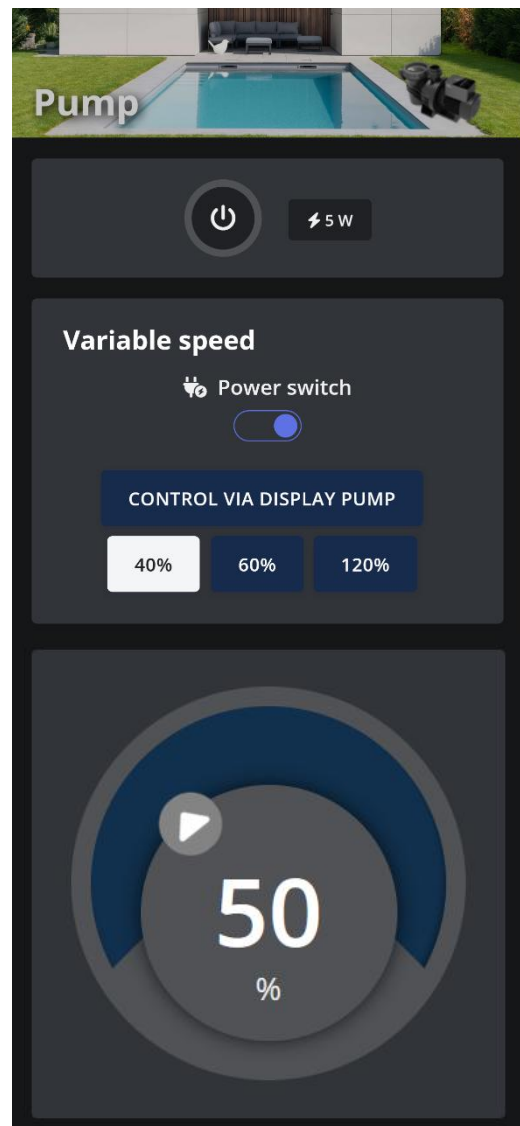 Pump
5 W
Variable speed
Power switch
CONTROL VIA DISPLAY PUMP
40% 60% 120%
50
%